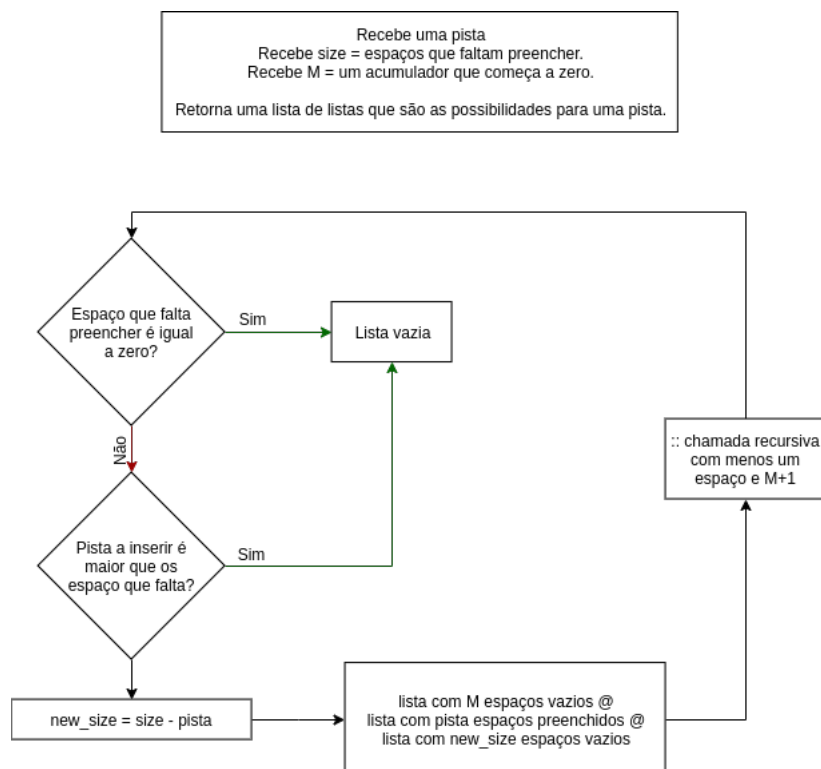 Recebe uma pista
Recebe size = espaços que faltam preencher.
Recebe M = um acumulador que começa a zero.
Retorna uma lista de listas que são as possibilidades para uma pista.
Espaço que falta
preencher é igual
a zero?
Sim
Lista vazia
Não
:: chamada recursiva
com menos um
espaço e M+1
Pista a inserir é
maior que os
espaço que falta?
Sim
new_size = size - pista
lista com M espaços vazios @
lista com pista espaços preenchidos @
lista com new_size espaços vazios